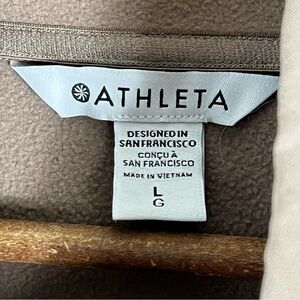 ATHLETA
DESIGNED IN
SAN FRANCISCO
CONÇU À
SAN FRANCISCO
MADE IN VIETNAM
L
G